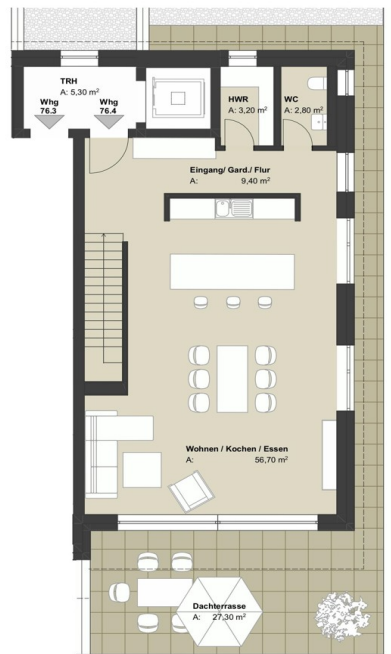 TRH
A: 5,30 m²
Whg
76.3
Whg
76.4
HWR
A: 3,20 m²
WC
A: 2,80 m²
Eingang/ Gard./ Flur
A: 9,40 m²
Wohnen / Kochen / Essen
A: 56,70 m²
Dachterrasse
A: 27,30 m²